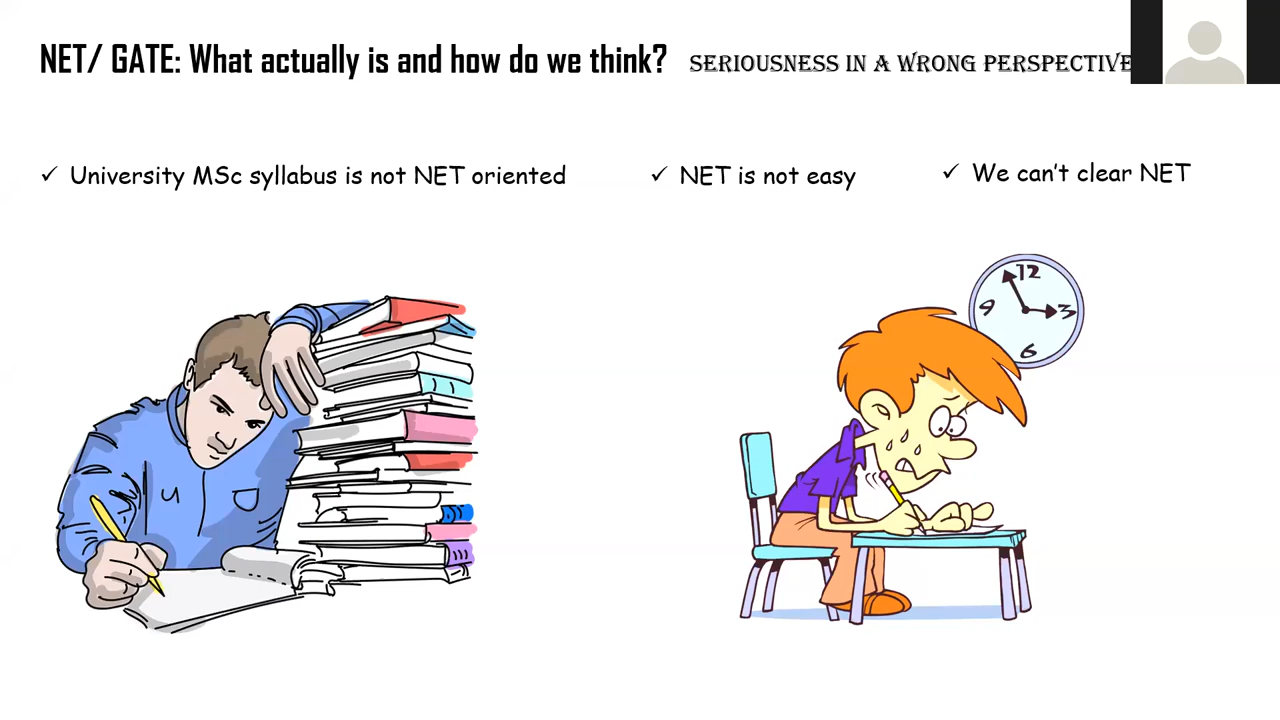 NET/ GATE: What actually is and how do we think? SERIOUSNESS IN A WRONG PERSPECTIVE
✓ University MSc syllabus is not NET oriented ✓ NET is not easy ✓ We can't clear NET
12
9 3
6